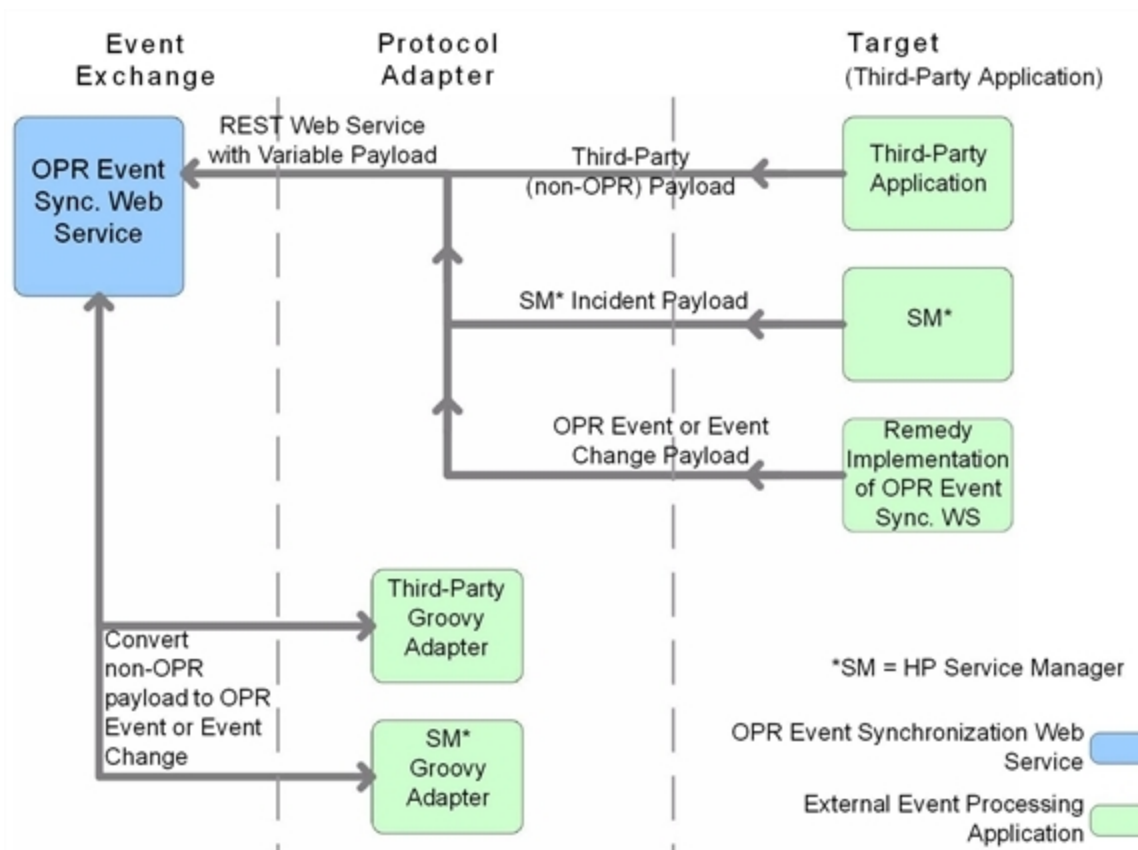 Event
Exchange
Protocol
Adapter
Target
(Third-Party Application)
OPR Event
Sync. Web
Service
REST Web Service
with Variable Payload
Third-Party
(non-OPR) Payload
Third-Party
Application
SM* Incident Payload
SM*
OPR Event or Event
Change Payload
Remedy
Implementation
of OPR Event
Sync. WS
Third-Party
Groovy
Adapter
Convert
non-OPR
payload to OPR
Event or Event
Change
SM*
Groovy
Adapter
*SM = HP Service Manager
OPR Event Synchronization Web
Service
External Event Processing
Application